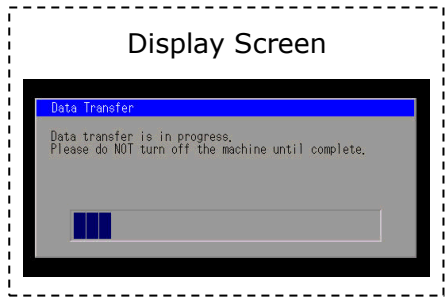 Display Screen
Data Transfer
Data transfer is in progress.
Please do NOT turn off the machine until complete.